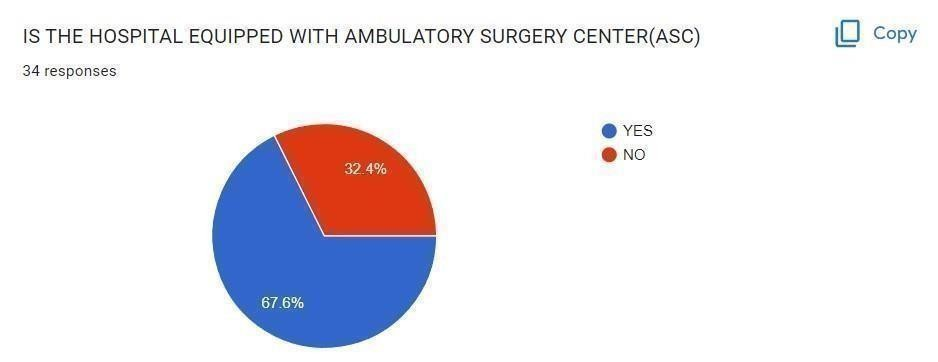 IS THE HOSPITAL EQUIPPED WITH AMBULATORY SURGERY CENTER(ASC)
Copy
34 responses
YES
NO
32.4%
67.6%